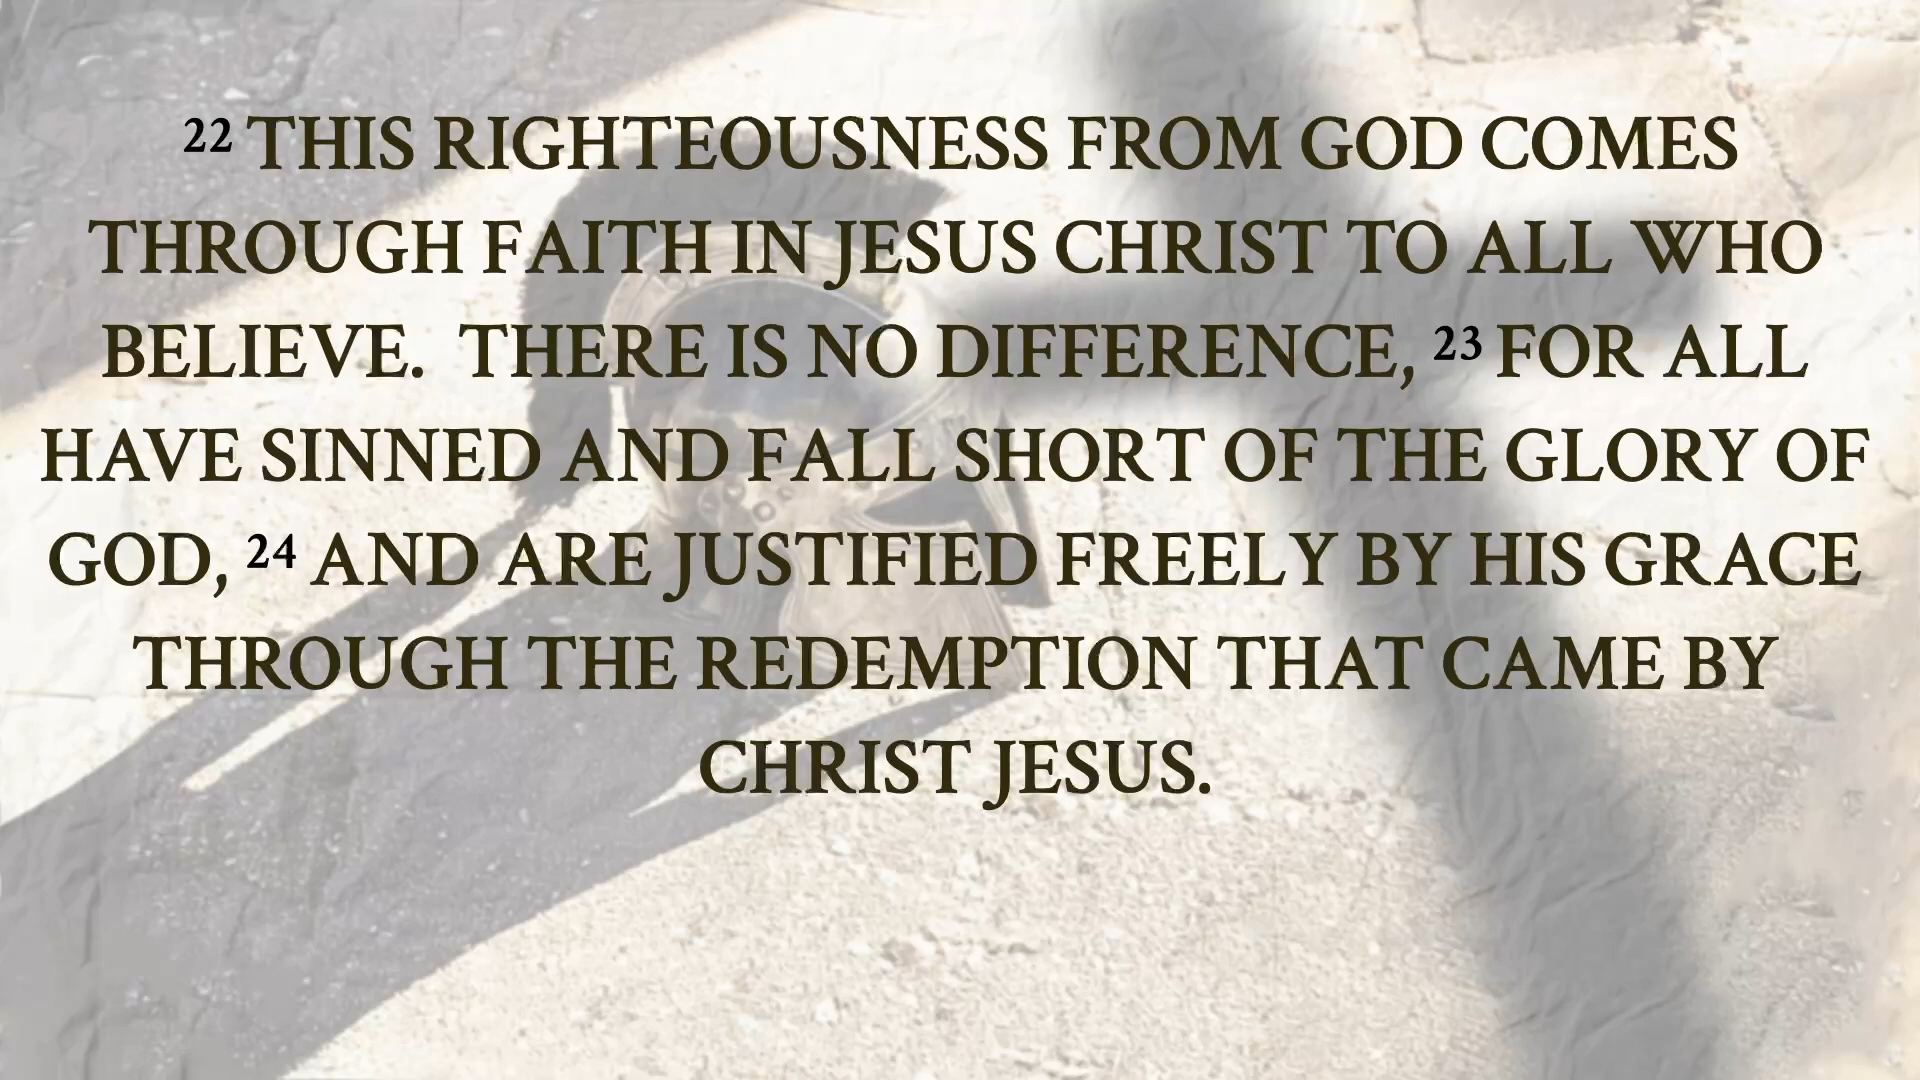 22 THIS RIGHTEOUSNESS FROM GOD COMES
THROUGH FAITH IN JESUS CHRIST TO ALL WHO
BELIEVE. THERE IS NO DIFFERENCE, 23 FOR ALL
HAVE SINNED AND FALL SHORT OF THE GLORY OF
GOD, 24 AND ARE JUSTIFIED FREELY BY HIS GRACE
THROUGH THE REDEMPTION THAT CAME BY
CHRIST JESUS.